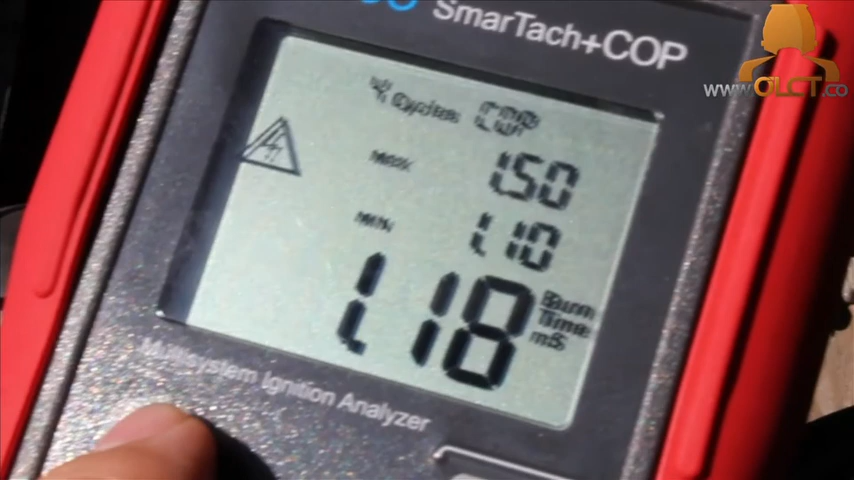 SmarTach+COP
www.OLCT.co
4 Cycles COP
MAX 1.50
MIN 1.10
1.18 Burn Time mS
Multisystem Ignition Analyzer